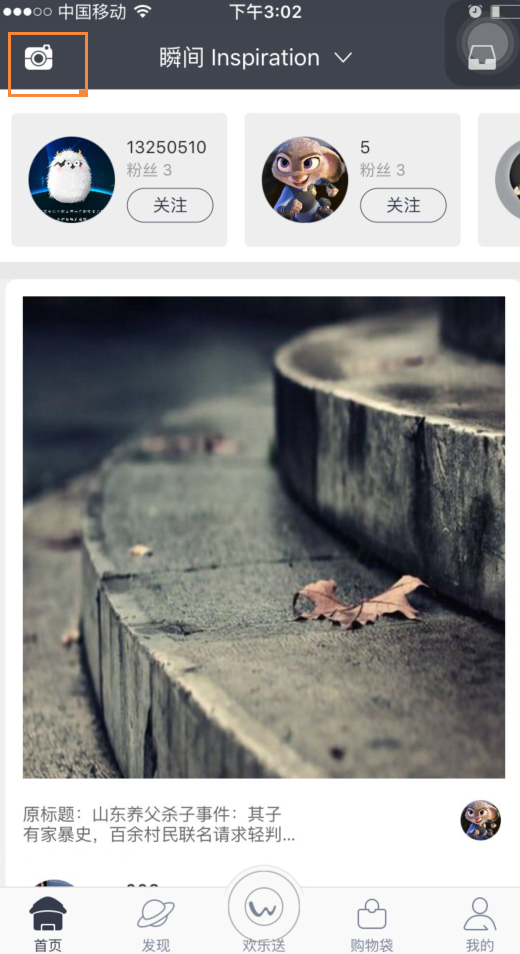 中国移动 下午3:02
瞬间 Inspiration
13250510
粉丝 3
关注
5
粉丝 3
关注
原标题：山东养父杀子事件：其子
有家暴史，百余村民联名请求轻判...
首页 发现 欢乐送 购物袋 我的